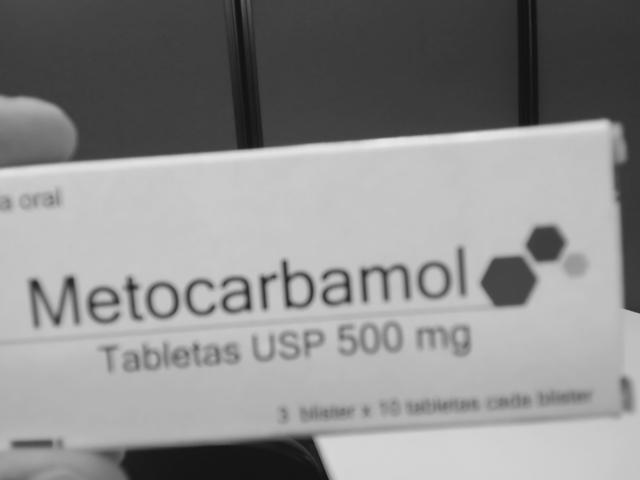 a oral
Metocarbamol
Tabletas USP 500 mg
3 blister x 10 tabletas cada blister